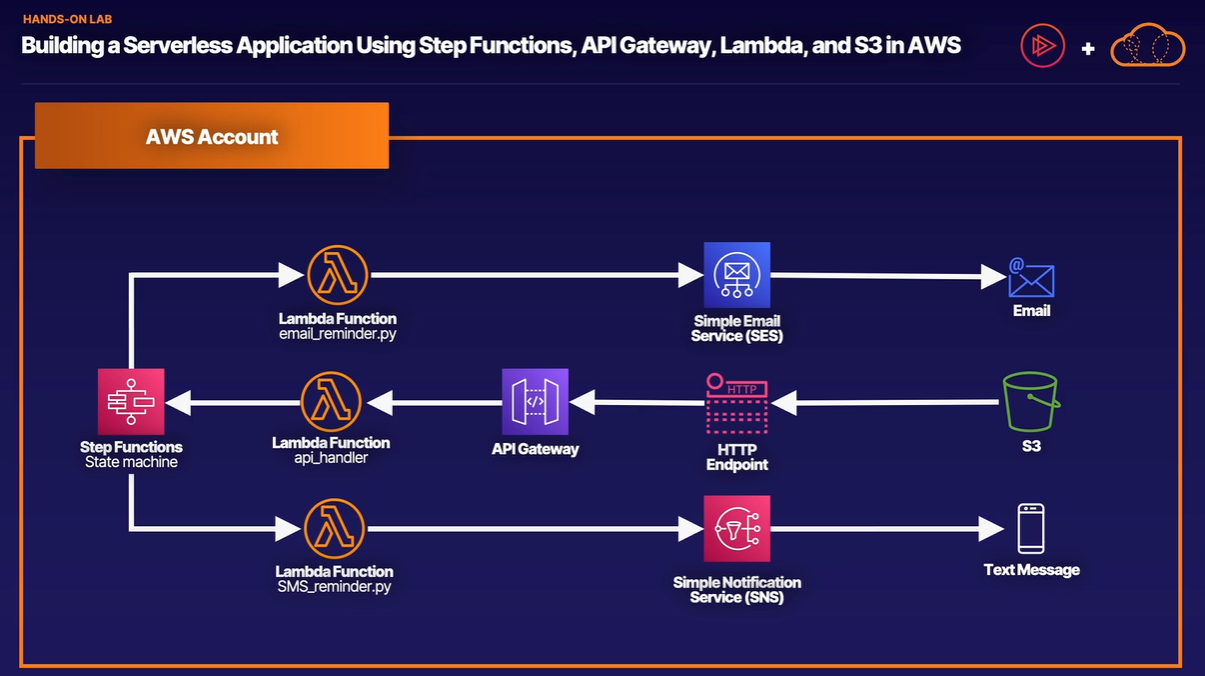 HANDS-ON LAB
Building a Serverless Application Using Step Functions, API Gateway, Lambda, and S3 in AWS
AWS Account
Lambda Function
email_reminder.py
Simple Email
Service (SES)
@
Email
Step Functions
State machine
Lambda Function
api_handler
</>
API Gateway
HTTP
HTTP
Endpoint
S3
Lambda Function
SMS_reminder.py
Simple Notification
Service (SNS)
Text Message